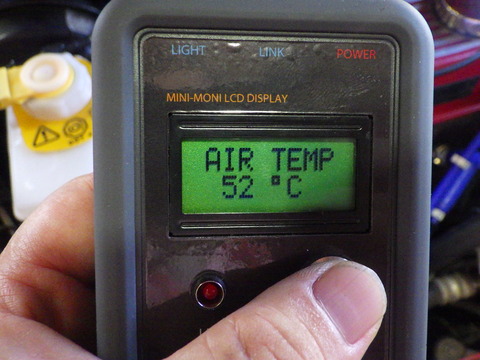 LIGHT LINK POWER
MINI-MONI LCD DISPLAY
AIR TEMP
52 °C